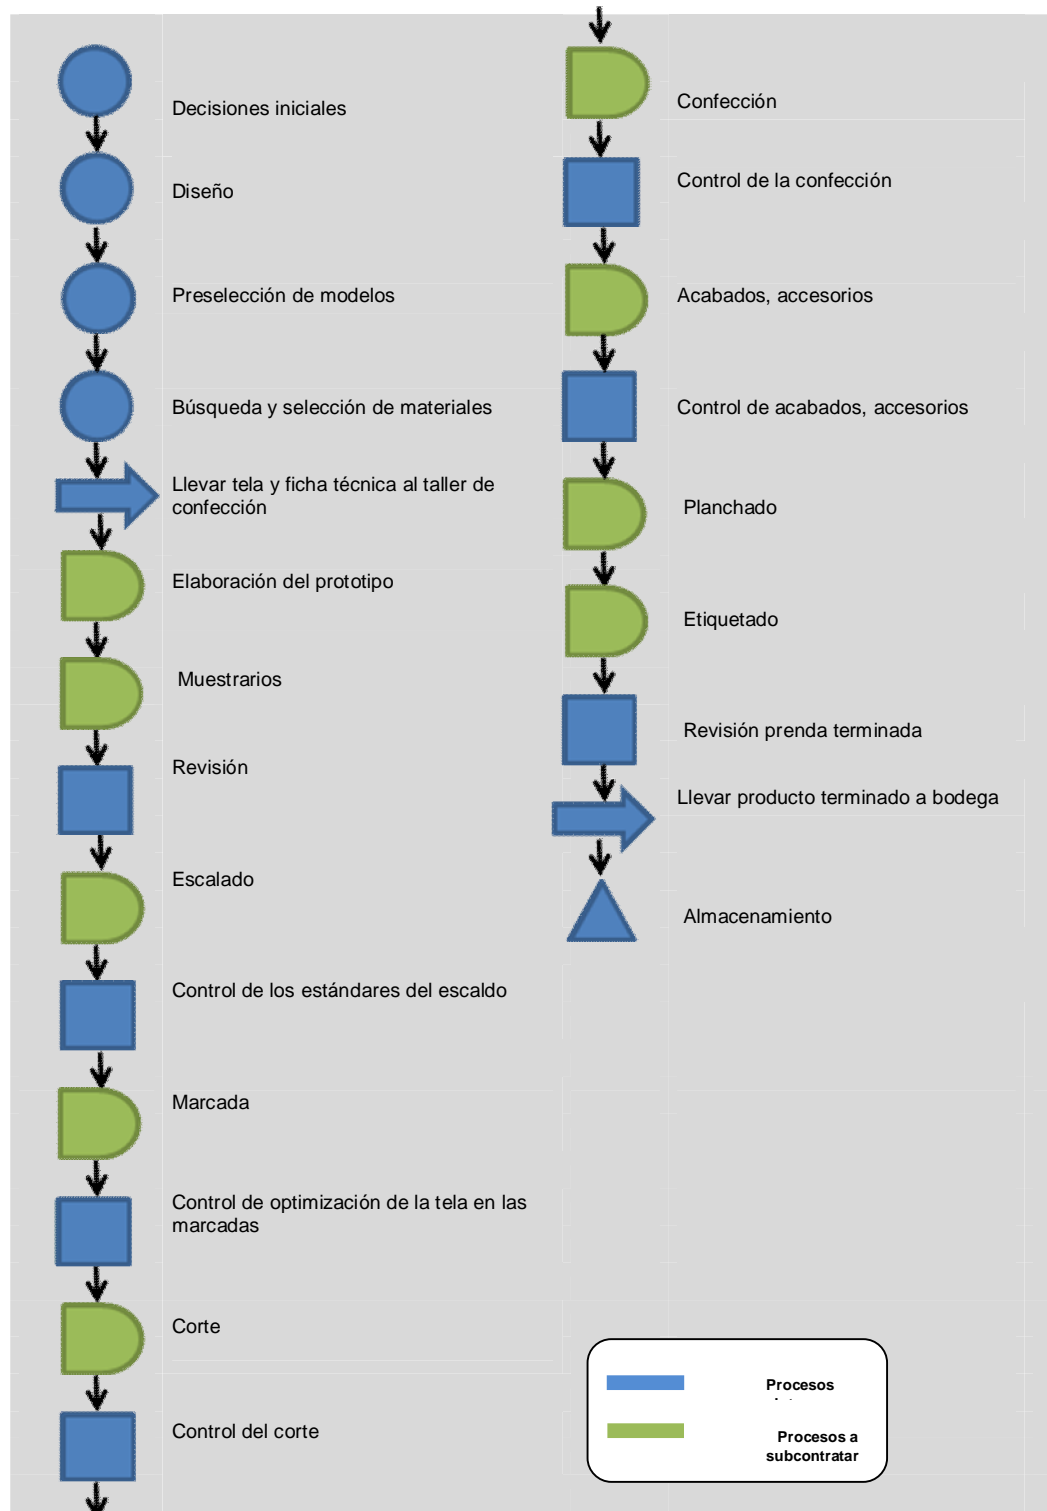 Decisiones iniciales
Diseño
Preselección de modelos
Búsqueda y selección de materiales
Llevar tela y ficha técnica al taller de
confección
Elaboración del prototipo
Muestrarios
Revisión
Escalado
Control de los estándares del escaldo
Marcada
Control de optimización de la tela en las
marcadas
Corte
Control del corte
Confección
Control de la confección
Acabados, accesorios
Control de acabados, accesorios
Planchado
Etiquetado
Revisión prenda terminada
Llevar producto terminado a bodega
Almacenamiento
Procesos
Procesos a
subcontratar